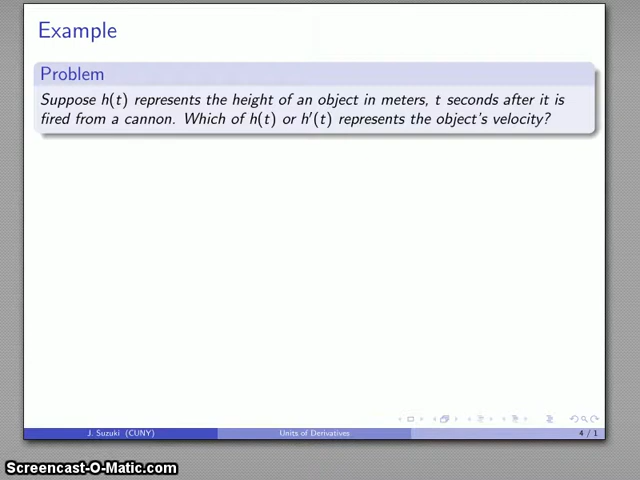 Example
Problem
Suppose h(t) represents the height of an object in meters, t seconds after it is
fired from a cannon. Which of h(t) or h′(t) represents the object's velocity?
J. Suzuki (CUNY)
Units of Derivatives
4 / 1
Screencast-O-Matic.com